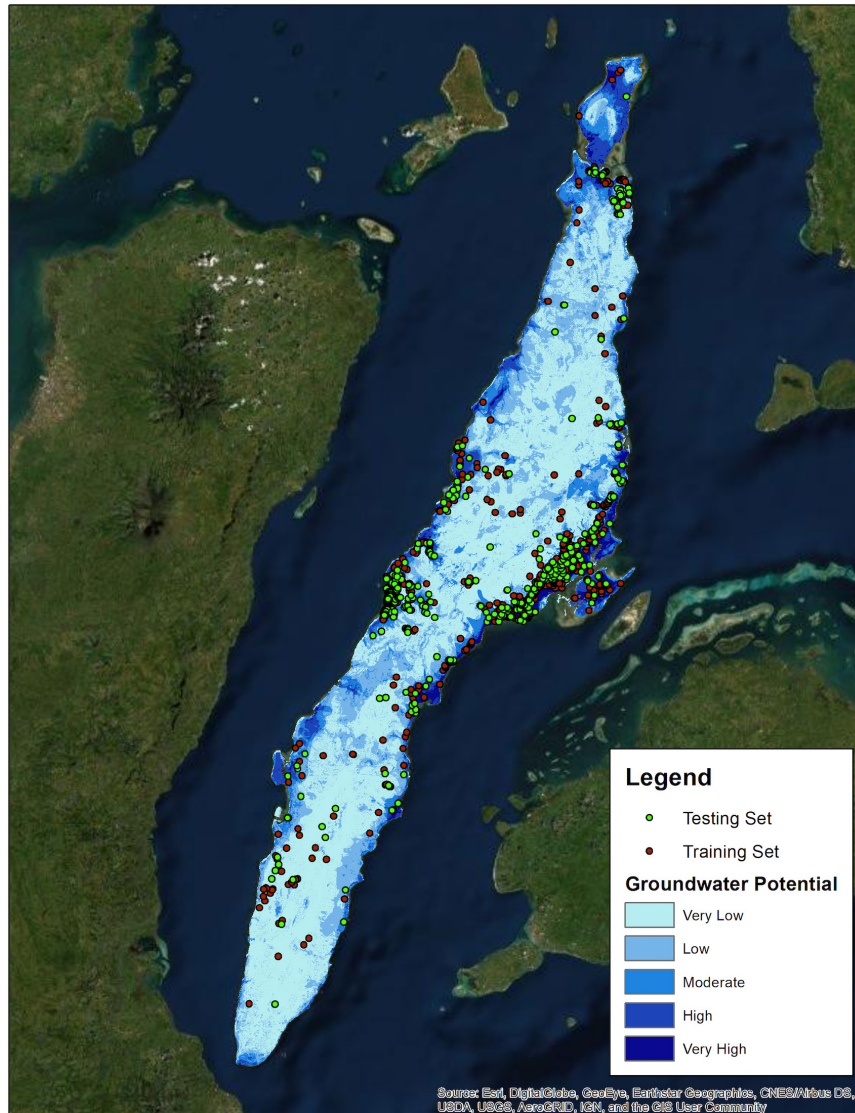 Legend
Testing Set
Training Set
Groundwater Potential
Very Low
Low
Moderate
High
Very High
Source: Esri, DigitalGlobe, GeoEye, Earthstar Geographics, CNES/Airbus DS,
USDA, USGS, AeroGRID, IGN, and the GIS User Community